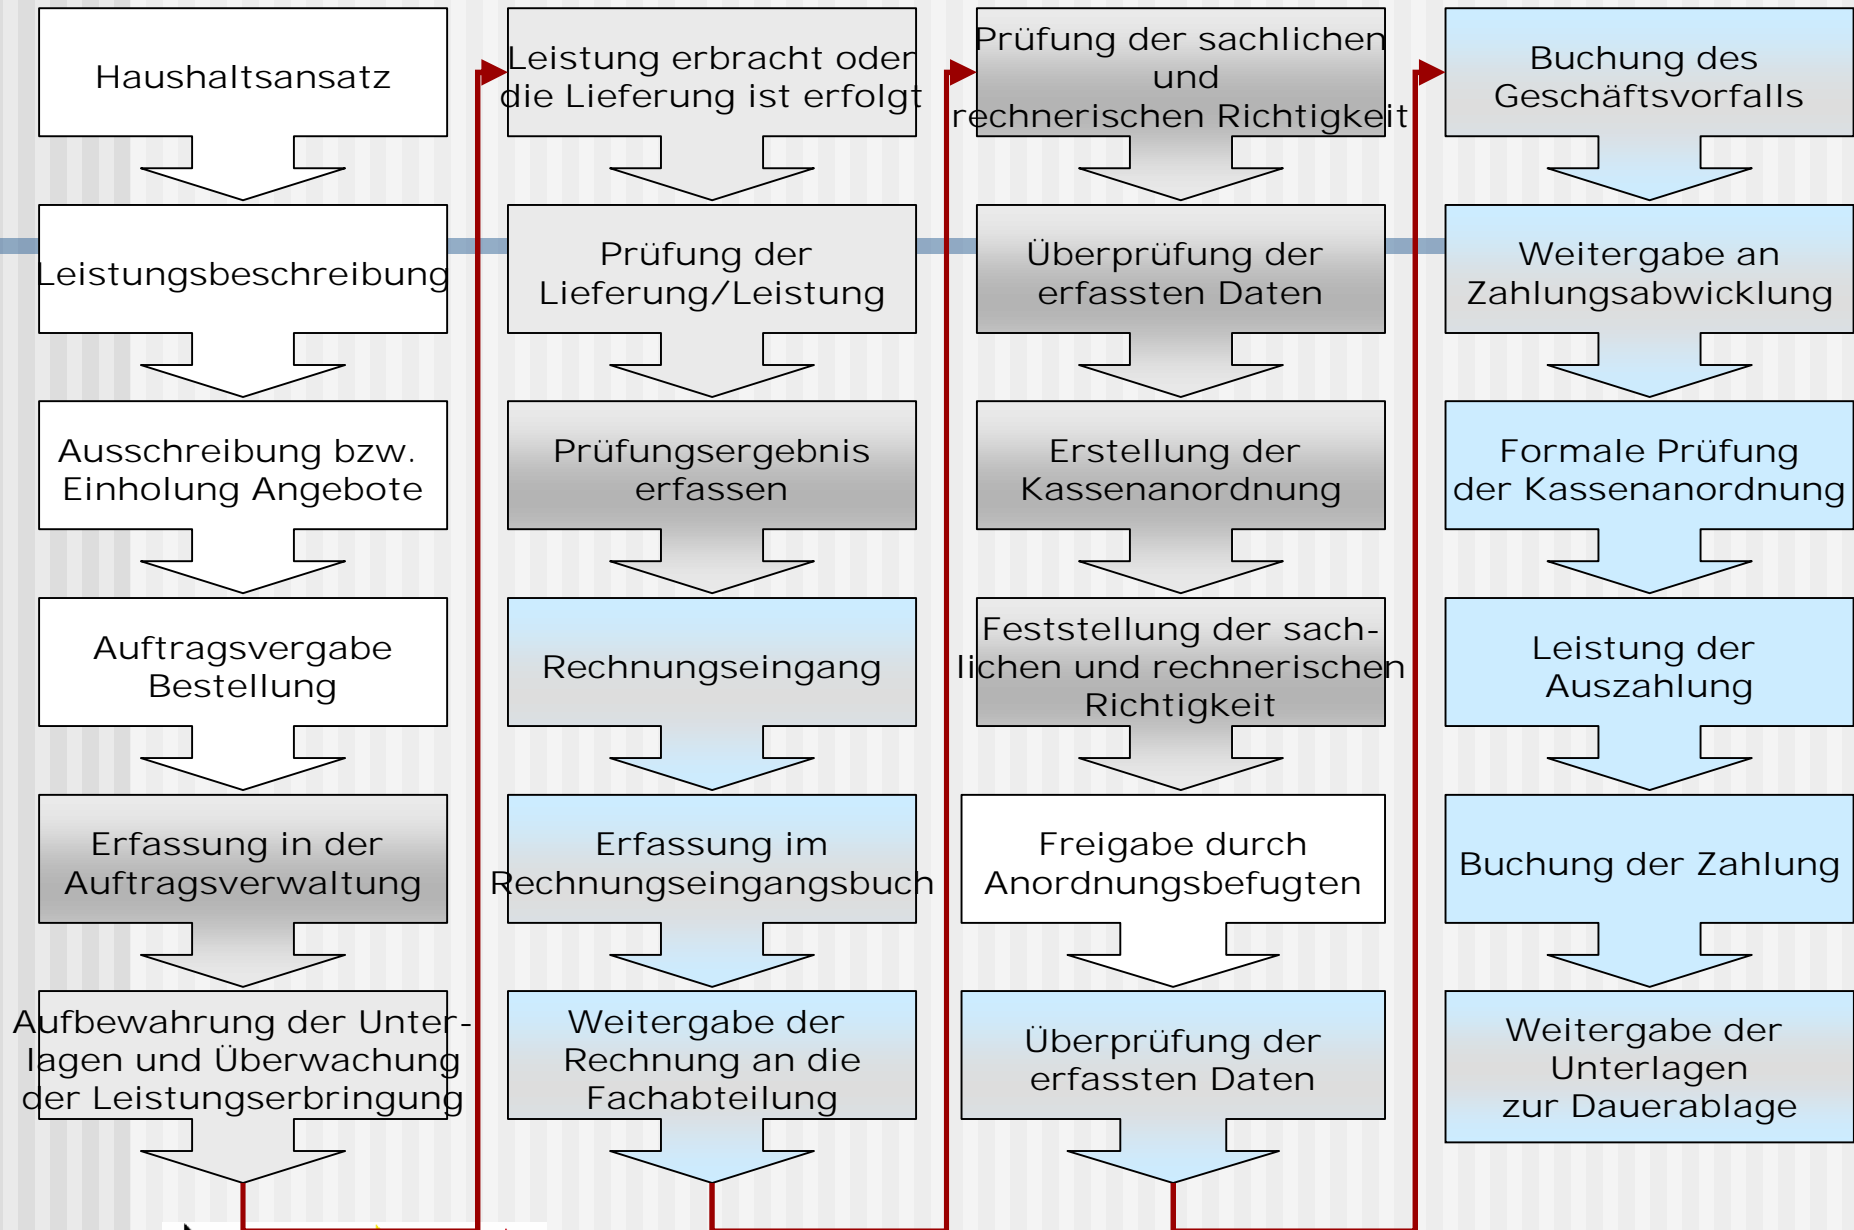 Haushaltsansatz
Leistungsbeschreibung
Ausschreibung bzw.
Einholung Angebote
Auftragsvergabe
Bestellung
Erfassung in der
Auftragsverwaltung
Aufbewahrung der Unter-
lagen und Überwachung
der Leistungserbringung
Leistung erbracht oder
die Lieferung ist erfolgt
Prüfung der
Lieferung/Leistung
Prüfungsergebnis
erfassen
Rechnungseingang
Erfassung im
Rechnungseingangsbuch
Weitergabe der
Rechnung an die
Fachabteilung
Prüfung der sachlichen
und
rechnerischen Richtigkeit
Überprüfung der
erfassten Daten
Erstellung der
Kassenanordnung
Feststellung der sach-
lichen und rechnerischen
Richtigkeit
Freigabe durch
Anordnungsbefugten
Überprüfung der
erfassten Daten
Buchung des
Geschäftsvorfalls
Weitergabe an
Zahlungsabwicklung
Formale Prüfung
der Kassenanordnung
Leistung der
Auszahlung
Buchung der Zahlung
Weitergabe der
Unterlagen
zur Dauerablage